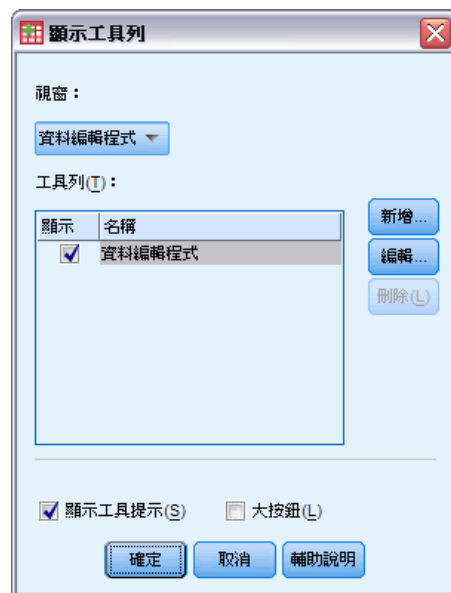 顯示工具列
視窗：
資料編輯程式
工具列(T)：
顯示 名稱
資料編輯程式
新增...
編輯...
刪除(L)
顯示工具提示(S) 大按鈕(L)
確定 取消 輔助說明